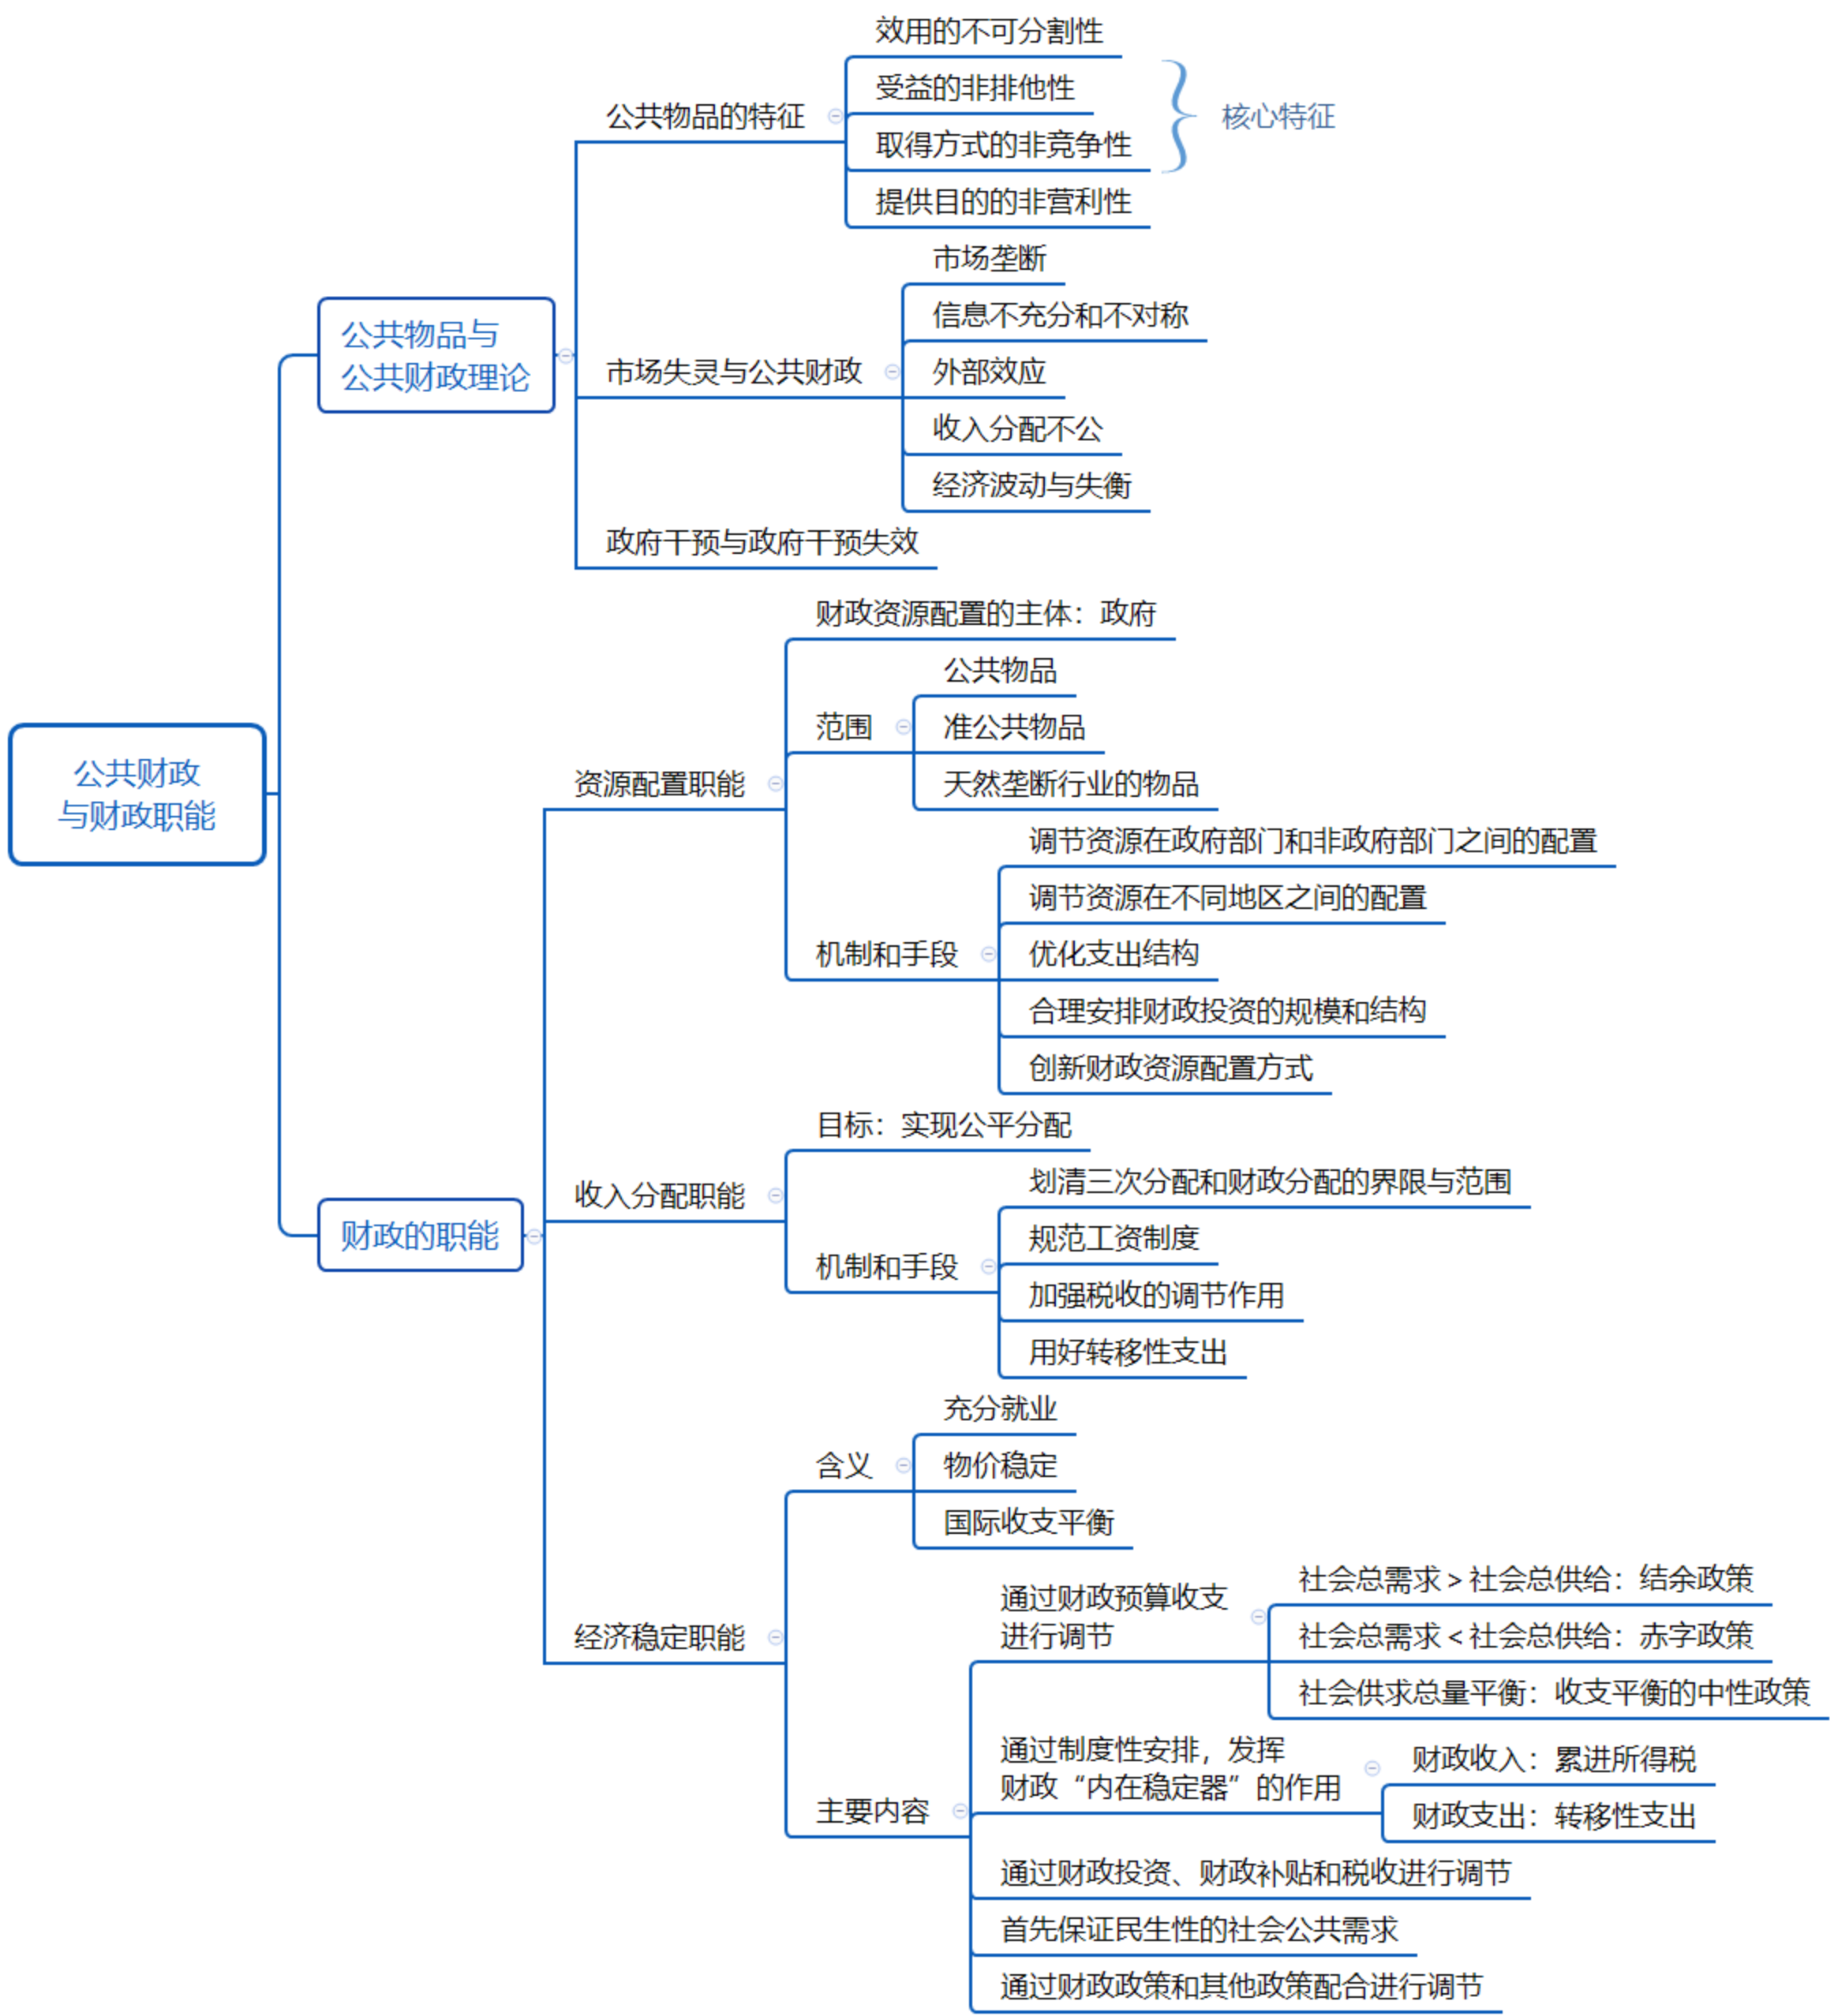 公共财政
与财政职能
公共物品与
公共财政理论
公共物品的特征
效用的不可分割性
受益的非排他性
取得方式的非竞争性
提供目的的非营利性
核心特征
市场失灵与公共财政
市场垄断
信息不充分和不对称
外部效应
收入分配不公
经济波动与失衡
政府干预与政府干预失效
财政的职能
资源配置职能
财政资源配置的主体：政府
范围
公共物品
准公共物品
天然垄断行业的物品
机制和手段
调节资源在政府部门和非政府部门之间的配置
调节资源在不同地区之间的配置
优化支出结构
合理安排财政投资的规模和结构
创新财政资源配置方式
收入分配职能
目标：实现公平分配
机制和手段
划清三次分配和财政分配的界限与范围
规范工资制度
加强税收的调节作用
用好转移性支出
经济稳定职能
含义
充分就业
物价稳定
国际收支平衡
主要内容
通过财政预算收支
进行调节
社会总需求＞社会总供给：结余政策
社会总需求＜社会总供给：赤字政策
社会供求总量平衡：收支平衡的中性政策
通过制度性安排，发挥
财政“内在稳定器”的作用
财政收入：累进所得税
财政支出：转移性支出
通过财政投资、财政补贴和税收进行调节
首先保证民生性的社会公共需求
通过财政政策和其他政策配合进行调节